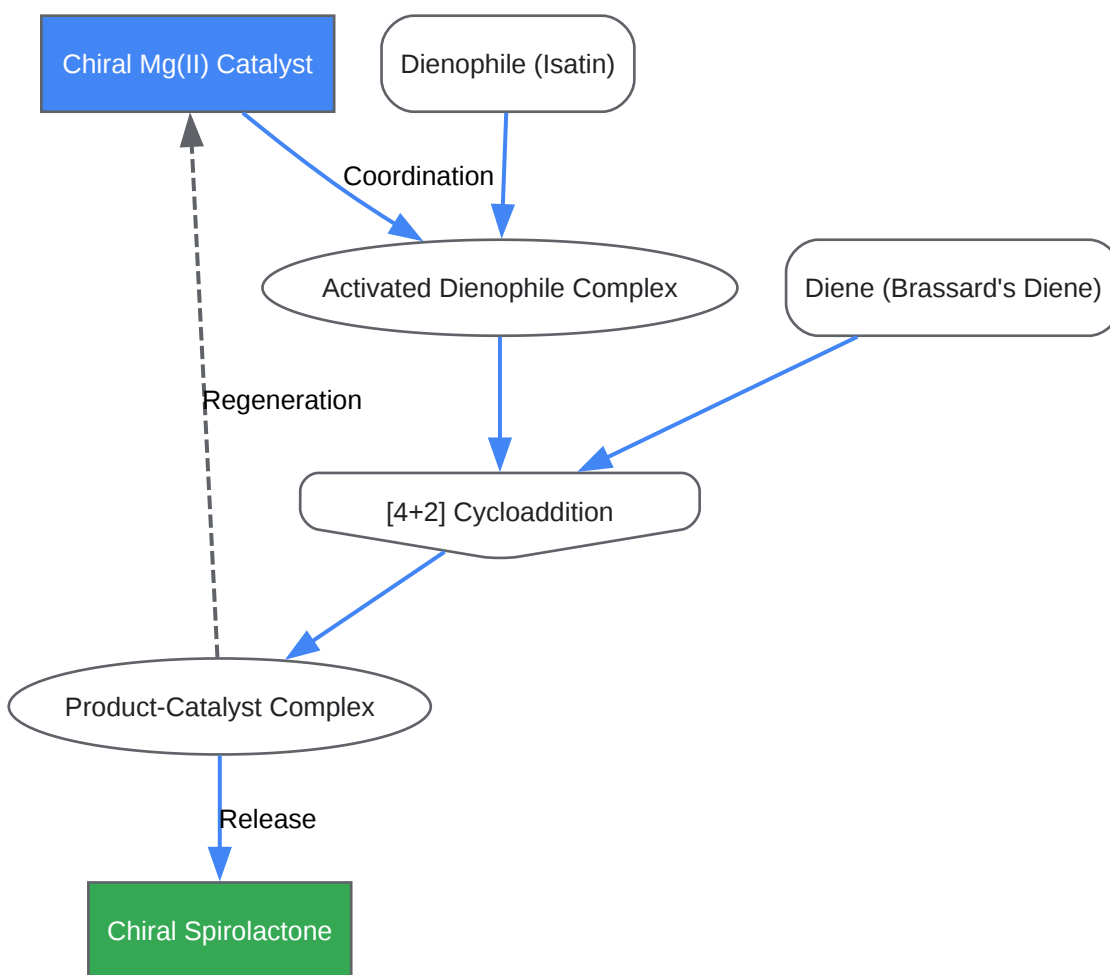 Chiral Mg(II) Catalyst
Dienophile (Isatin)
Coordination
Activated Dienophile Complex
Diene (Brassard's Diene)
Regeneration
[4+2] Cycloaddition
Product-Catalyst Complex
Release
Chiral Spirolactone